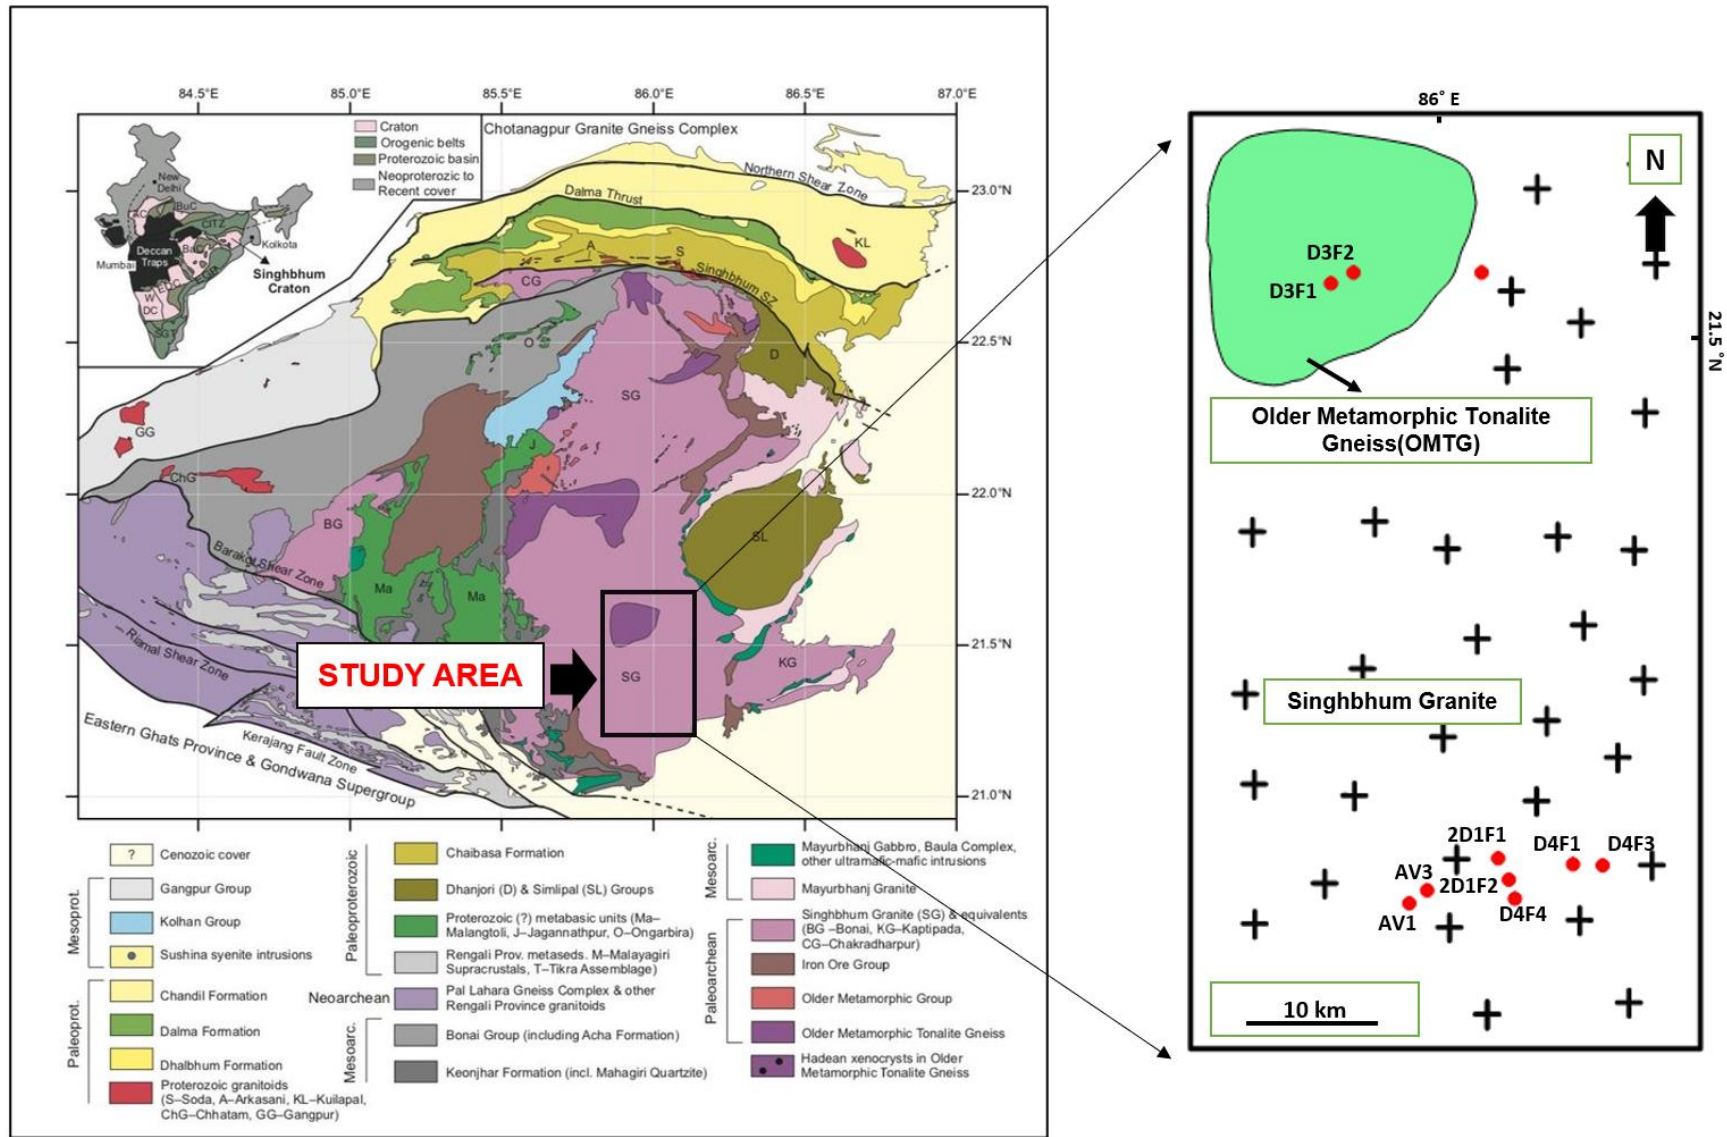 84.5°E
85.0°E
85.5°E
86.0°E
86.5°E
87.0°E
23.0°N
22.5°N
22.0°N
21.5°N
21.0°N
Craton
Orogenic belts
Proterozoic basin
Neoproterozoic to
Recent cover
New
Delhi
BuC
CITZ
Kolkota
Deccan
Traps
Mumbai
Singhbhum
Craton
EDC
W
DC
SGT
Chotanagpur Granite Gneiss Complex
Northern Shear Zone
Dalma Thrust
KL
A
S
Singhbhum SZ
CG
O
D
SG
GG
J
ChG
BG
SL
Barakot Shear Zone
Ma
Ma
Riamal Shear Zone
STUDY AREA
SG
KG
Kerajang Fault Zone
Eastern Ghats Province & Gondwana Supergroup
?
Cenozoic cover
Mesoprot.
Gangpur Group
Kolhan Group
Sushina syenite intrusions
Paleoprot.
Chandil Formation
Dalma Formation
Dhalbhum Formation
Proterozoic granitoids
(S–Soda, A–Arkasani, KL–Kuilapal,
ChG–Chhatam, GG–Gangpur)
Paleoproterozoic
Chaibasa Formation
Dhanjori (D) & Simlipal (SL) Groups
Proterozoic (?) metabasic units (Ma–
Malangtoli, J–Jagannathpur, O–Ongarbira)
Rengali Prov. metaseds. M–Malayagiri
Supracrustals, T–Tikra Assemblage)
Neoarchean
Pal Lahara Gneiss Complex & other
Rengali Province granitoids
Mesoarc.
Bonai Group (including Acha Formation)
Keonjhar Formation (incl. Mahagiri Quartzite)
Mesoarc.
Mayurbhanj Gabbro, Baula Complex,
other ultramafic-mafic intrusions
Mayurbhanj Granite
Paleoarchean
Singhbhum Granite (SG) & equivalents
(BG –Bonai, KG–Kaptipada,
CG–Chakradharpur)
Iron Ore Group
Older Metamorphic Group
Older Metamorphic Tonalite Gneiss
Hadean xenocrysts in Older
Metamorphic Tonalite Gneiss
86° E
N
21.5 °N
D3F2
D3F1
Older Metamorphic Tonalite
Gneiss(OMTG)
Singhbhum Granite
2D1F1
D4F1
D4F3
AV3
2D1F2
AV1
D4F4
10 km